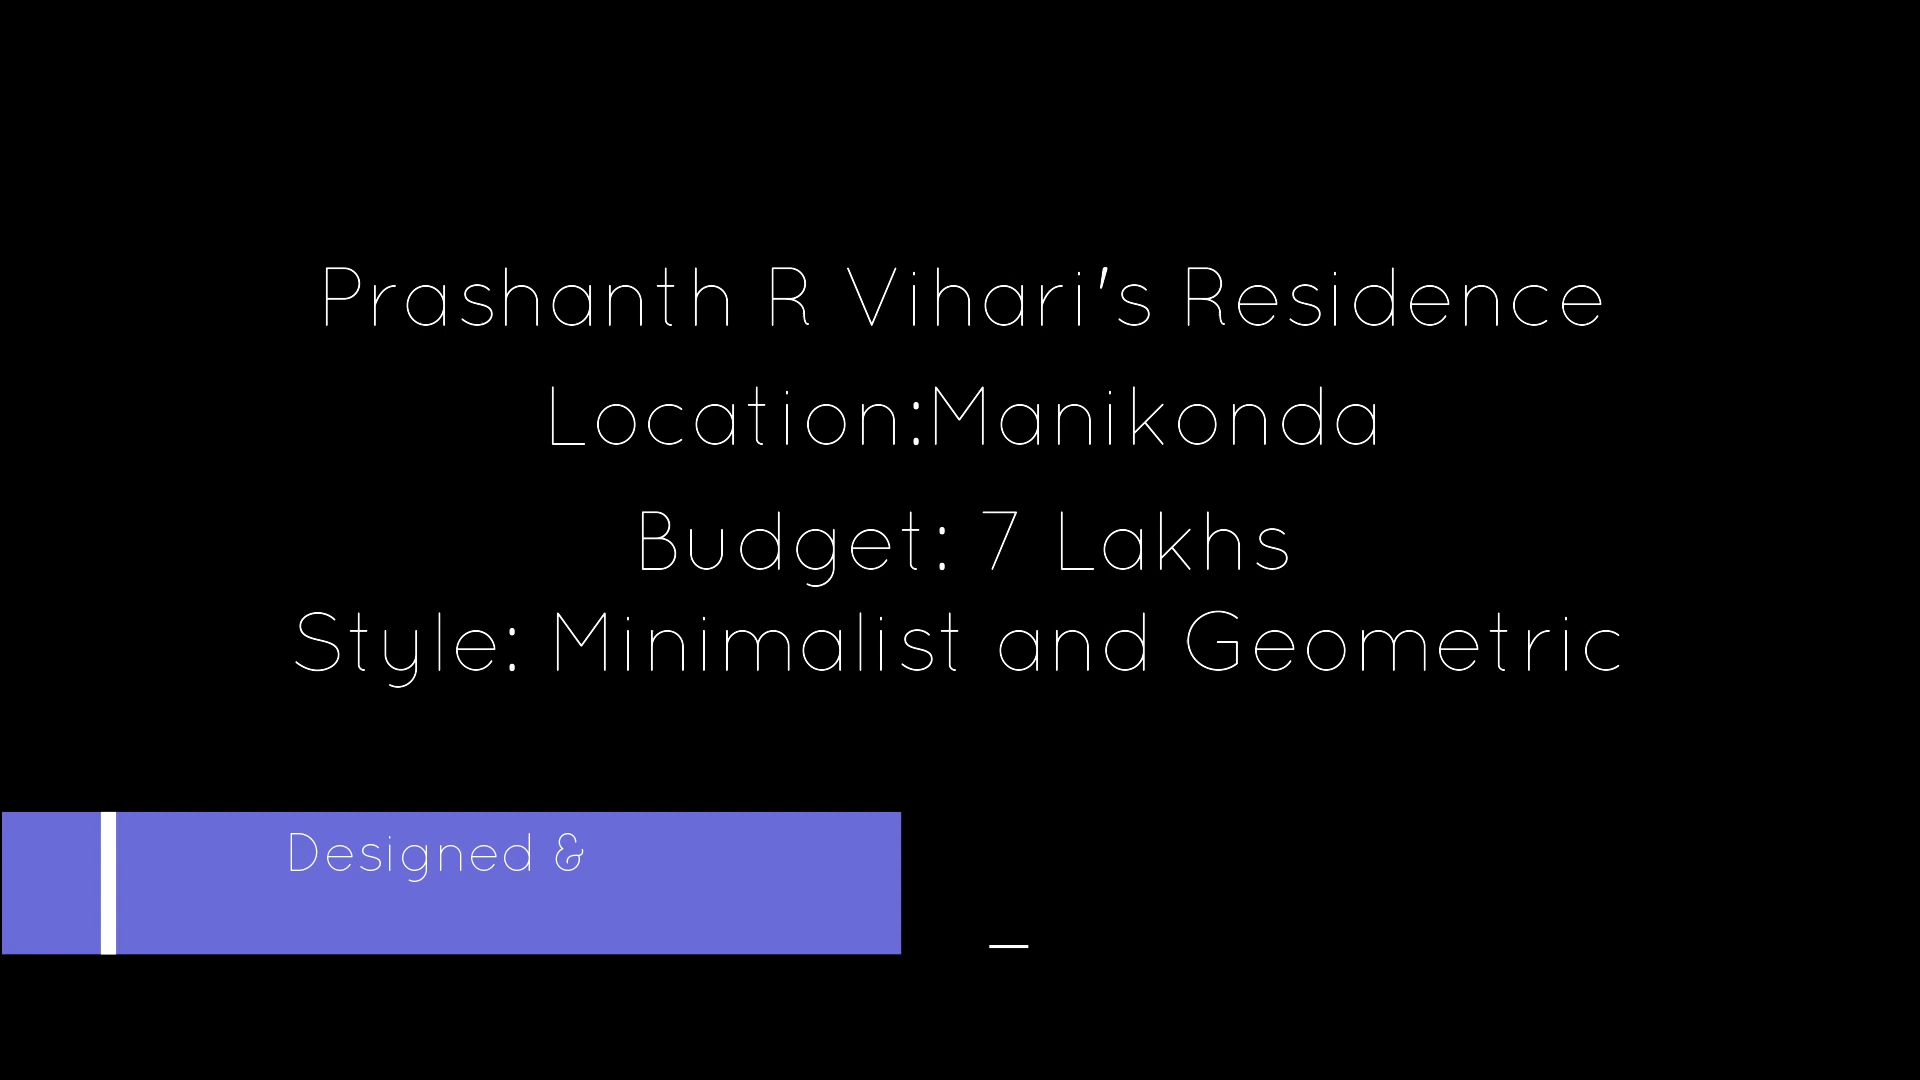 Prashanth R Vihari's Residence
Location:Manikonda
Budget: 7 Lakhs
Style: Minimalist and Geometric
Designed &
_